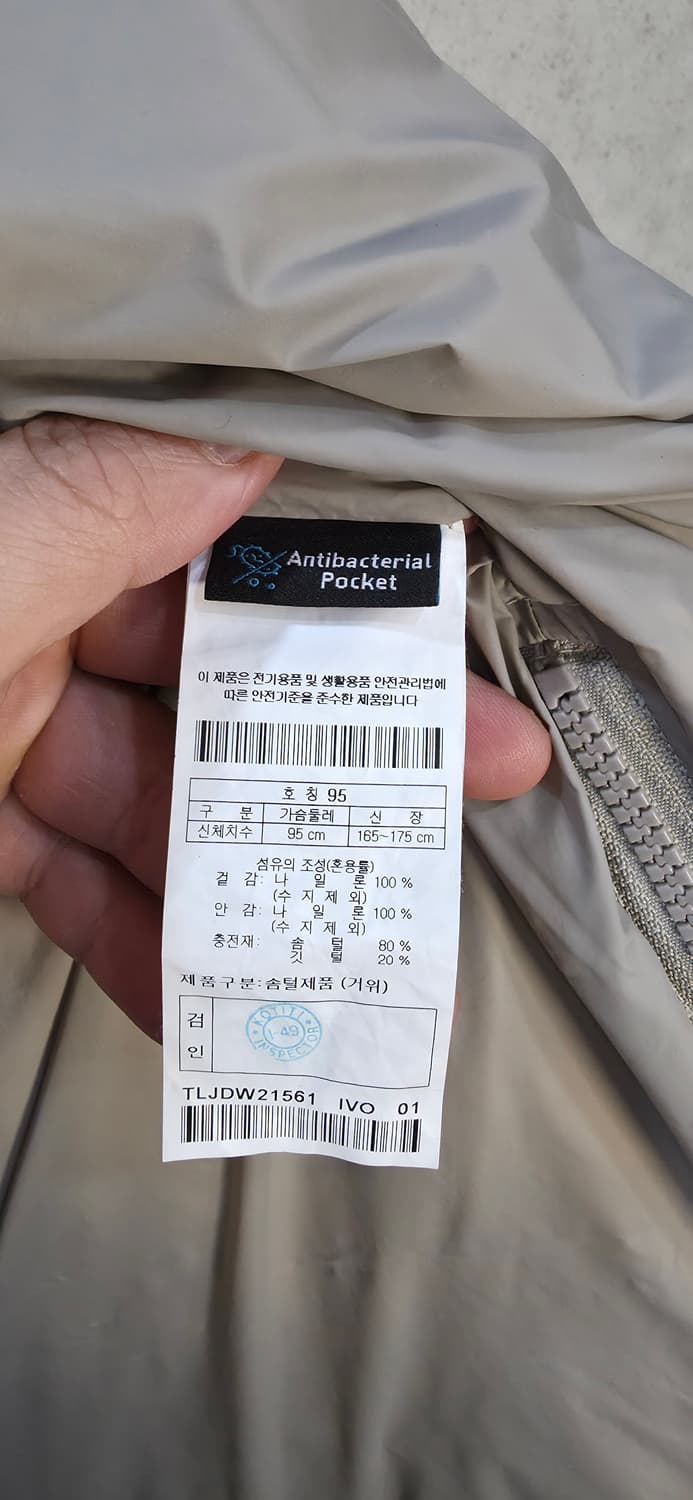 Antibacterial
Pocket
이 제품은 전기용품 및 생활용품 안전관리법에
따른 안전기준을 준수한 제품입니다
호 칭 95
구 분 가슴둘레 신 장
신체치수 95 cm 165~175 cm
섬유의 조성(혼용률)
겉 감: 나 일 론 100 %
(수 지 제 외)
안 감: 나 일 론 100 %
(수 지 제 외)
충전재: 솜 털 80 %
깃 털 20 %
제품구분:솜털제품 (거위)
검
인
KOTITI
1-49
INSPECTOR
TLJDW21561 IVO 01